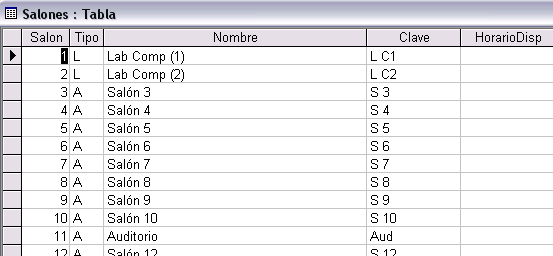 Salones : Tabla
Salon Tipo Nombre Clave HorarioDisp
1 L Lab Comp (1) L C1
2 L Lab Comp (2) L C2
3 A Salón 3 S 3
4 A Salón 4 S 4
5 A Salón 5 S 5
6 A Salón 6 S 6
7 A Salón 7 S 7
8 A Salón 8 S 8
9 A Salón 9 S 9
10 A Salón 10 S 10
11 A Auditorio Aud
12 A Salón 12 S 12